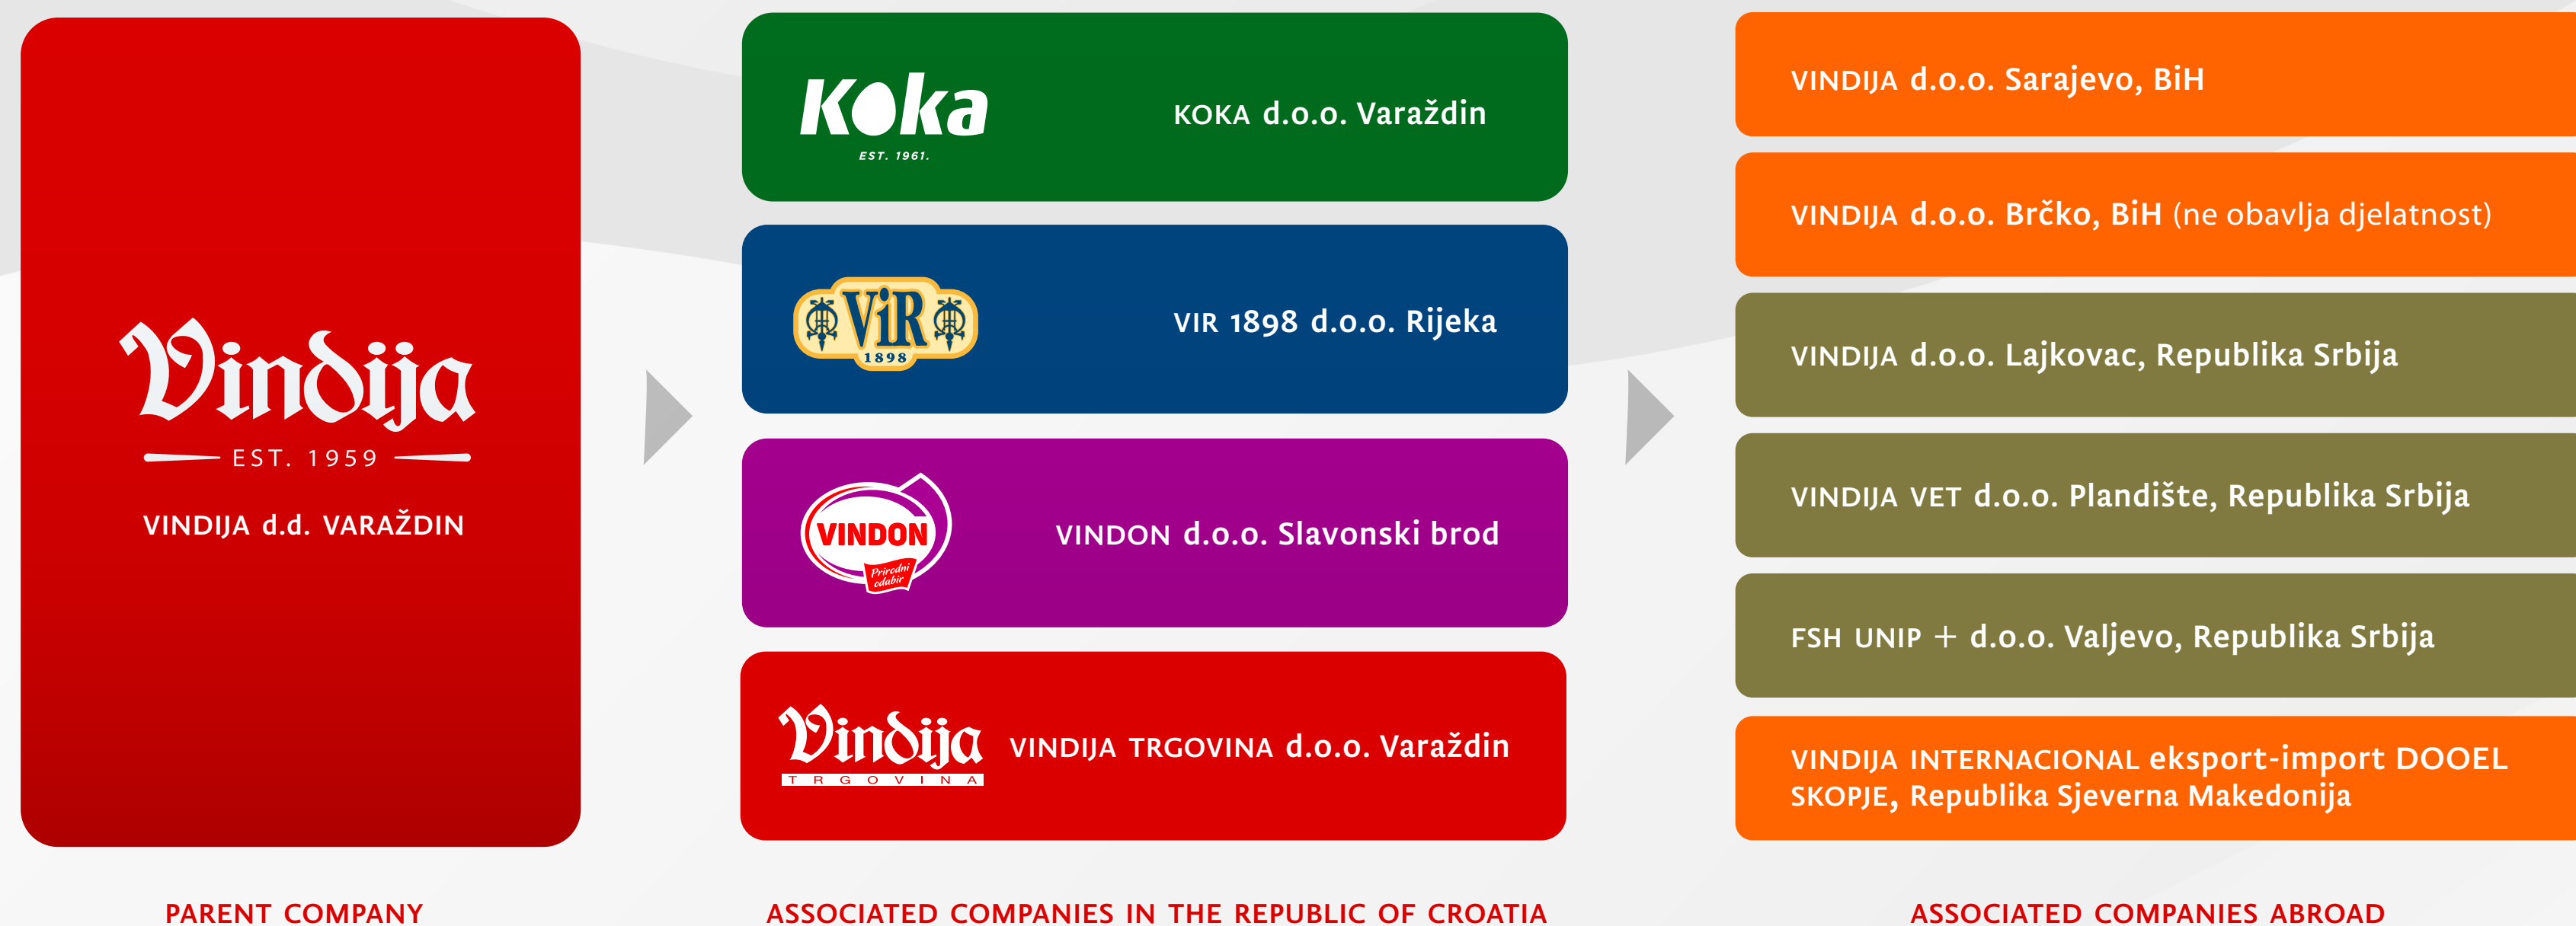 Vindija
EST. 1959
VINDIJA d.d. VARAŽDIN
PARENT COMPANY
Koka
EST. 1961.
KOKA d.o.o. Varaždin
ViR
1898
VIR 1898 d.o.o. Rijeka
VINDON
Prirodni
odabir
VINDON d.o.o. Slavonski brod
Vindija
TRGOVINA
VINDIJA TRGOVINA d.o.o. Varaždin
ASSOCIATED COMPANIES IN THE REPUBLIC OF CROATIA
VINDIJA d.o.o. Sarajevo, BiH
VINDIJA d.o.o. Brčko, BiH (ne obavlja djelatnost)
VINDIJA d.o.o. Lajkovac, Republika Srbija
VINDIJA VET d.o.o. Plandište, Republika Srbija
FSH UNIP + d.o.o. Valjevo, Republika Srbija
VINDIJA INTERNACIONAL eksport-import DOOEL
SKOPJE, Republika Sjeverna Makedonija
ASSOCIATED COMPANIES ABROAD